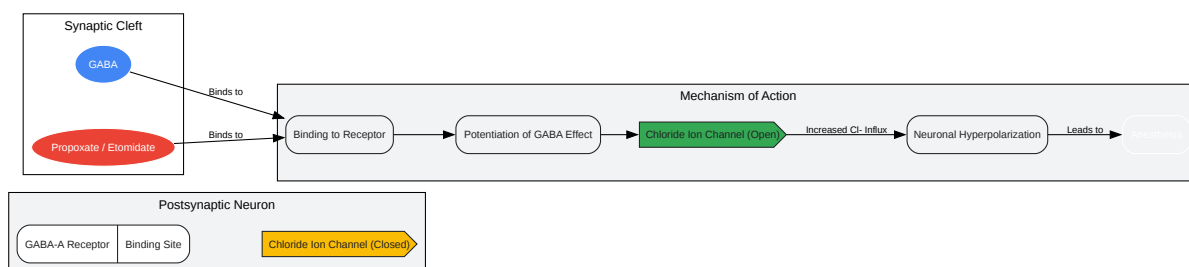 Synaptic Cleft
GABA
Propoxate / Etomidate
Binds to
Binds to
Mechanism of Action
Binding to Receptor
Potentiation of GABA Effect
Chloride Ion Channel (Open)
Increased Cl- Influx
Neuronal Hyperpolarization
Leads to
Anesthesia
Postsynaptic Neuron
GABA-A Receptor
Binding Site
Chloride Ion Channel (Closed)